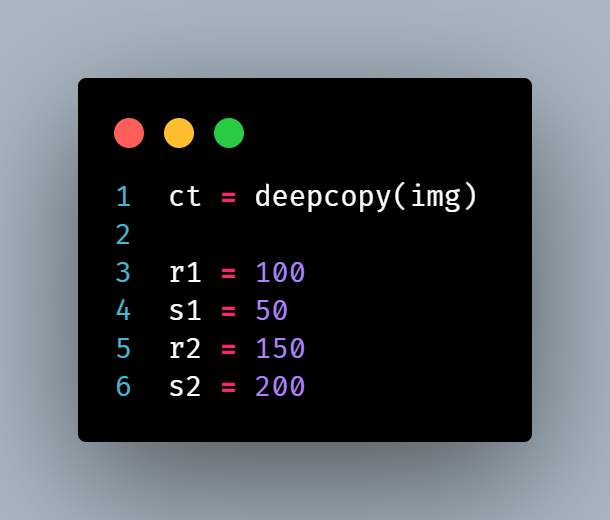 1 ct = deepcopy(img)
2
3 r1 = 100
4 s1 = 50
5 r2 = 150
6 s2 = 200